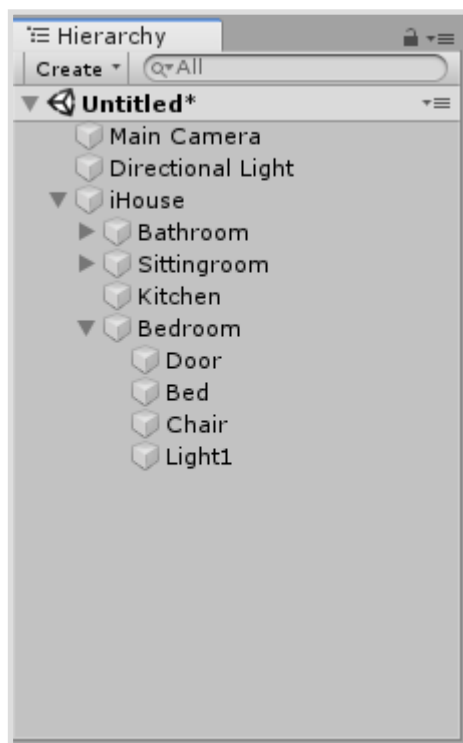 Hierarchy
Create All
Untitled*
Main Camera
Directional Light
iHouse
Bathroom
Sittingroom
Kitchen
Bedroom
Door
Bed
Chair
Light1